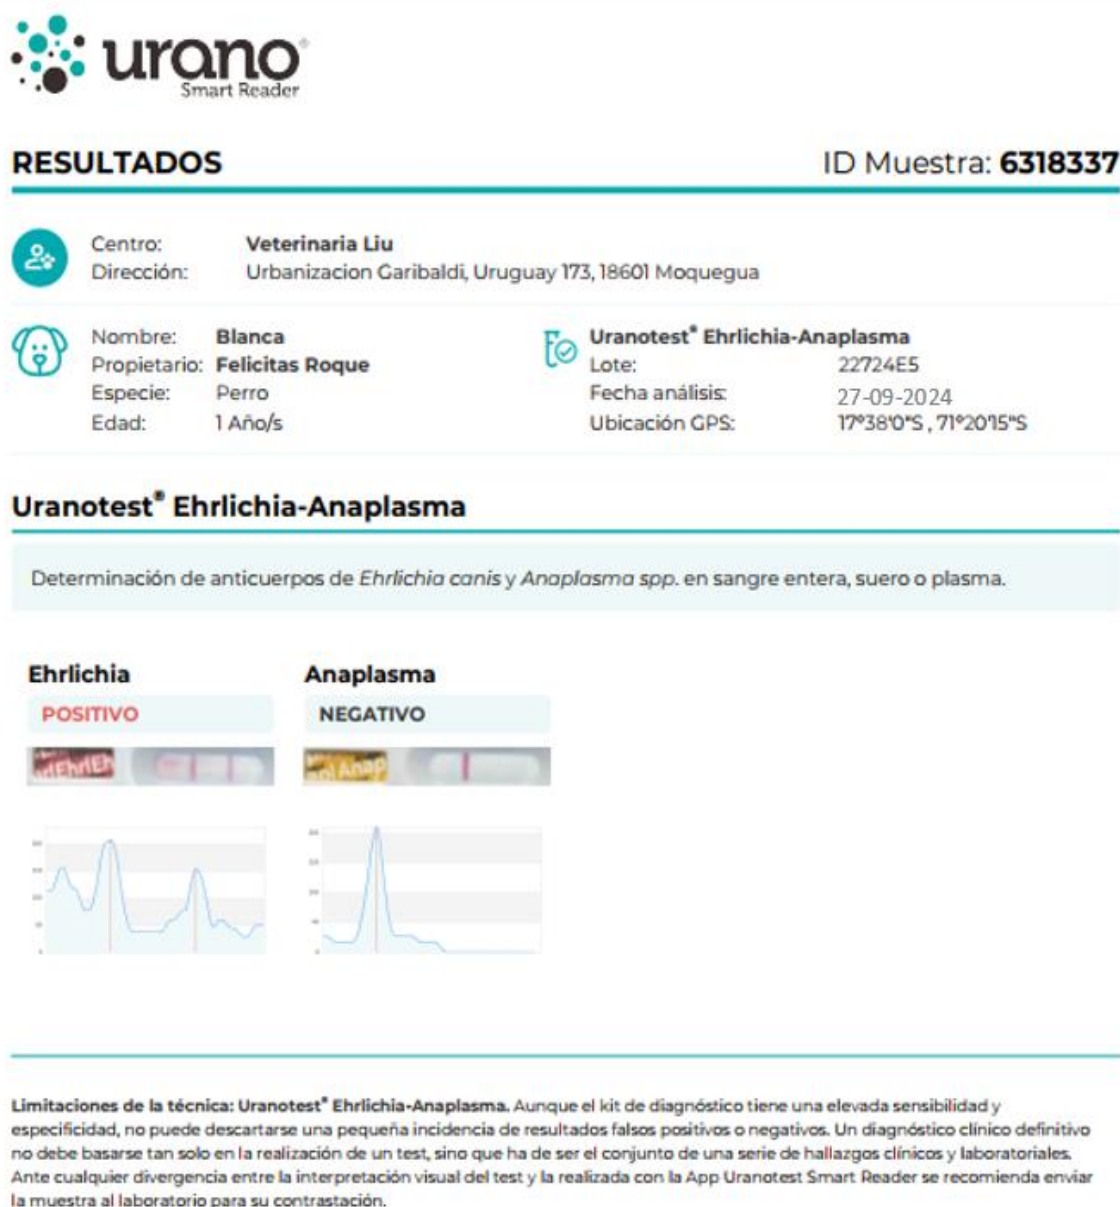 urano®
Smart Reader
RESULTADOS
ID Muestra: 6318337
Centro: Veterinaria Liu
Dirección: Urbanizacion Garibaldi, Uruguay 173, 18601 Moquegua
Nombre: Blanca
Propietario: Felicitas Roque
Especie: Perro
Edad: 1 Año/s
Uranotest® Ehrlichia-Anaplasma
Lote: 22724E5
Fecha análisis: 27-09-2024
Ubicación GPS: 17°38'0"S , 71°20'15"S
Uranotest® Ehrlichia-Anaplasma
Determinación de anticuerpos de Ehrlichia canis y Anaplasma spp. en sangre entera, suero o plasma.
Ehrlichia
POSITIVO
Anaplasma
NEGATIVO
Limitaciones de la técnica: Uranotest® Ehrlichia-Anaplasma. Aunque el kit de diagnóstico tiene una elevada sensibilidad y
especificidad, no puede descartarse una pequeña incidencia de resultados falsos positivos o negativos. Un diagnóstico clínico definitivo
no debe basarse tan solo en la realización de un test, sino que ha de ser el conjunto de una serie de hallazgos clínicos y laboratoriales.
Ante cualquier divergencia entre la interpretación visual del test y la realizada con la App Uranotest Smart Reader se recomienda enviar
la muestra al laboratorio para su contrastación.